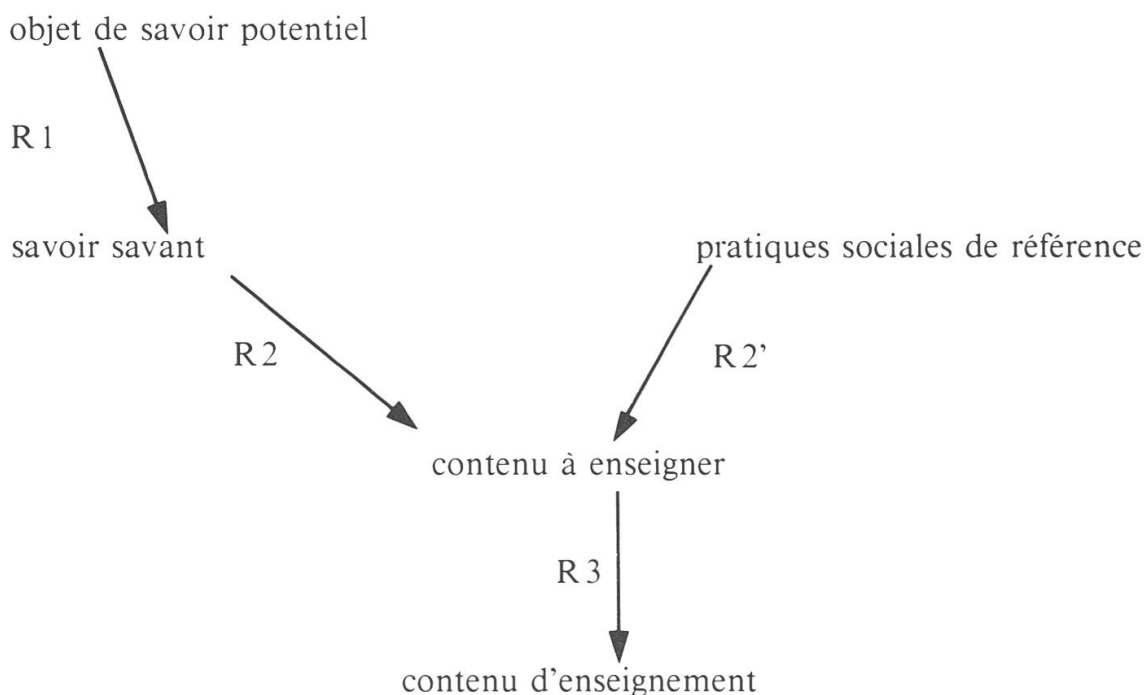 objet de savoir potentiel
R 1
savoir savant
pratiques sociales de référence
R 2
R 2’
contenu à enseigner
R 3
contenu d’enseignement